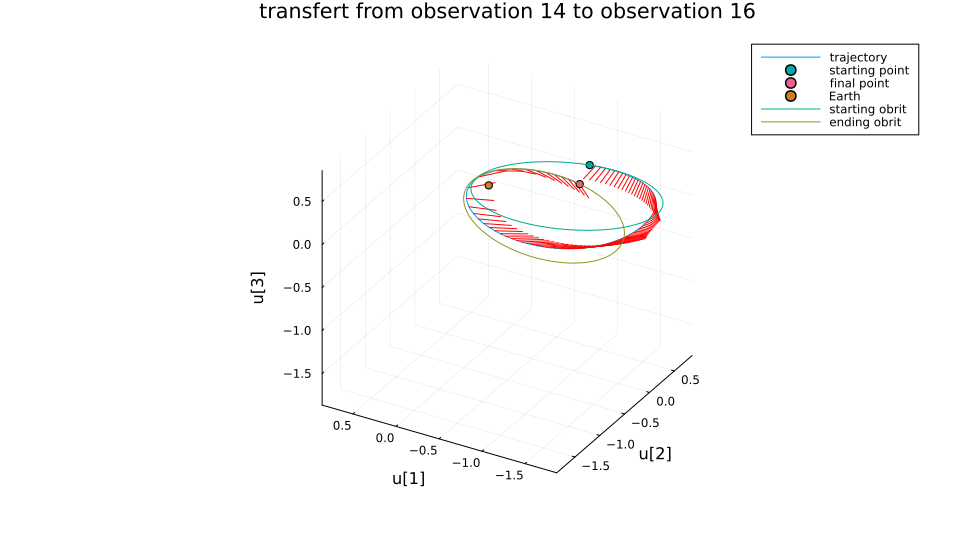 transfert from observation 14 to observation 16
trajectory
starting point
final point
Earth
starting obrit
ending obrit
0.5
0.0
−0.5
−1.0
−1.5
u[3]
0.5
0.0
−0.5
−1.0
−1.5
u[1]
0.5
0.0
−0.5
−1.0
−1.5
u[2]